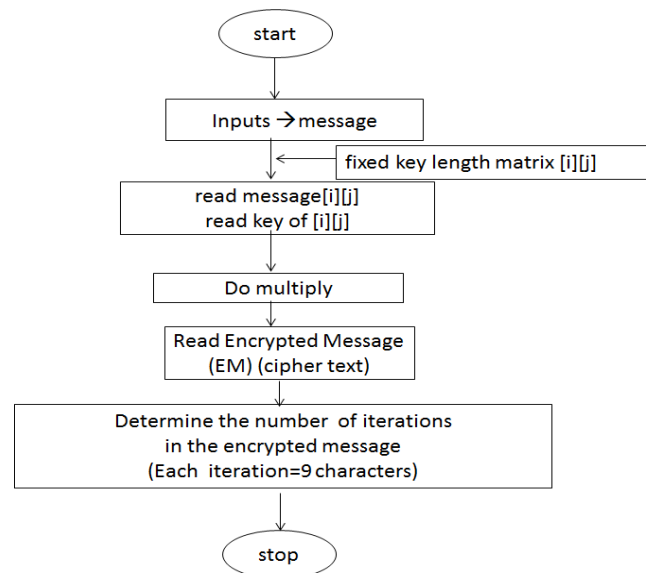 start
Inputs → message
fixed key length matrix [i][j]
read message[i][j]
read key of [i][j]
Do multiply
Read Encrypted Message
(EM) (cipher text)
Determine the number of iterations
in the encrypted message
(Each iteration=9 characters)
stop